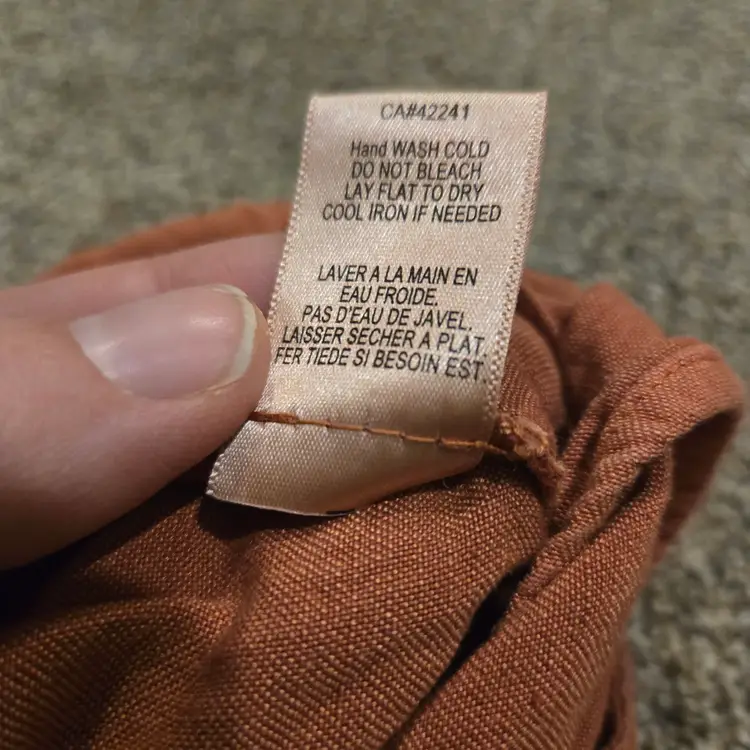 CA#42241
Hand WASH COLD
DO NOT BLEACH
LAY FLAT TO DRY
COOL IRON IF NEEDED
LAVER A LA MAIN EN
EAU FROIDE.
PAS D'EAU DE JAVEL.
LAISSER SECHER A PLAT.
FER TIEDE SI BESOIN EST.